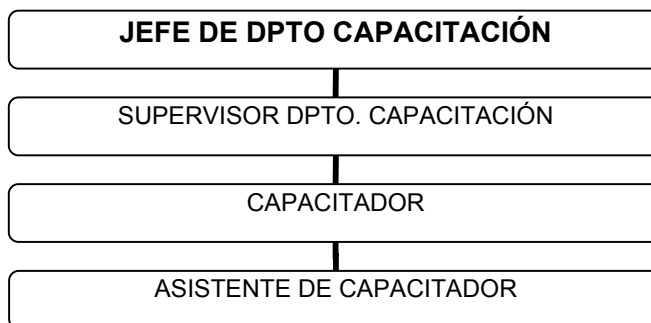 JEFE DE DPTO CAPACITACIÓN
SUPERVISOR DPTO. CAPACITACIÓN
CAPACITADOR
ASISTENTE DE CAPACITADOR